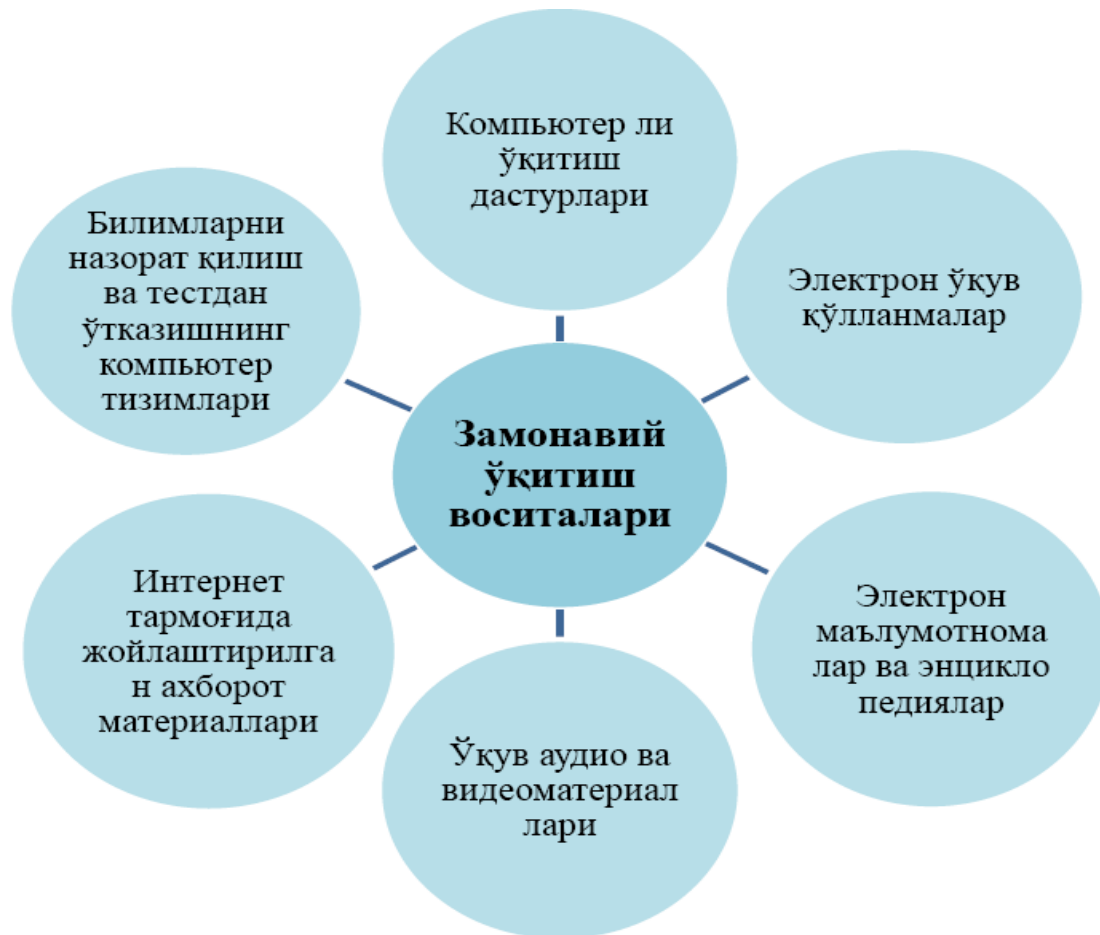 Компьютер ли
ўқитиш
дастурлари
Электрон ўқув
қўлланмалар
Электрон
маълумотнома
лар ва энцикло
педиялар
Ўқув аудио ва
видеоматериал
лари
Интернет
тармоғида
жойлаштирилга
н ахборот
материаллари
Билимларни
назорат қилиш
ва тестдан
ўтказишнинг
компьютер
тизимлари
Замонавий
ўқитиш
воситалари